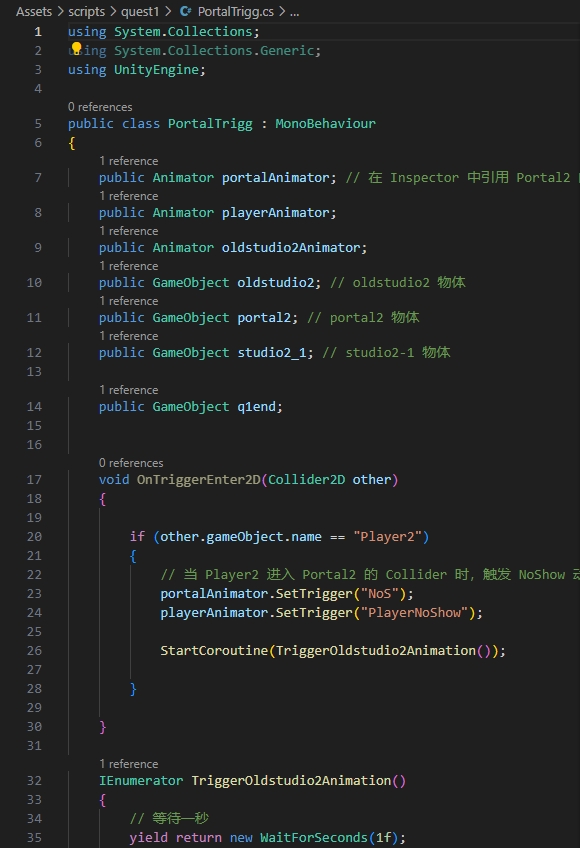 Assets > scripts > quest1 > PortalTrigg.cs > ...
1 using System.Collections;
2 using System.Collections.Generic;
3 using UnityEngine;
4
0 references
5 public class PortalTrigg : MonoBehaviour
6 {
1 reference
7 public Animator portalAnimator; // 在 Inspector 中引用 Portal2
1 reference
8 public Animator playerAnimator;
1 reference
9 public Animator oldstudio2Animator;
1 reference
10 public GameObject oldstudio2; // oldstudio2 物体
1 reference
11 public GameObject portal2; // portal2 物体
1 reference
12 public GameObject studio2_1; // studio2-1 物体
13
1 reference
14 public GameObject q1end;
15
16
0 references
17 void OnTriggerEnter2D(Collider2D other)
18 {
19
20 if (other.gameObject.name == "Player2")
21 {
22 // 当 Player2 进入 Portal2 的 Collider 时，触发 NoShow
23 portalAnimator.SetTrigger("NoS");
24 playerAnimator.SetTrigger("PlayerNoShow");
25
26 StartCoroutine(TriggerOldstudio2Animation());
27
28 }
29
30 }
31
1 reference
32 IEnumerator TriggerOldstudio2Animation()
33 {
34 // 等待一秒
35 yield return new WaitForSeconds(1f);